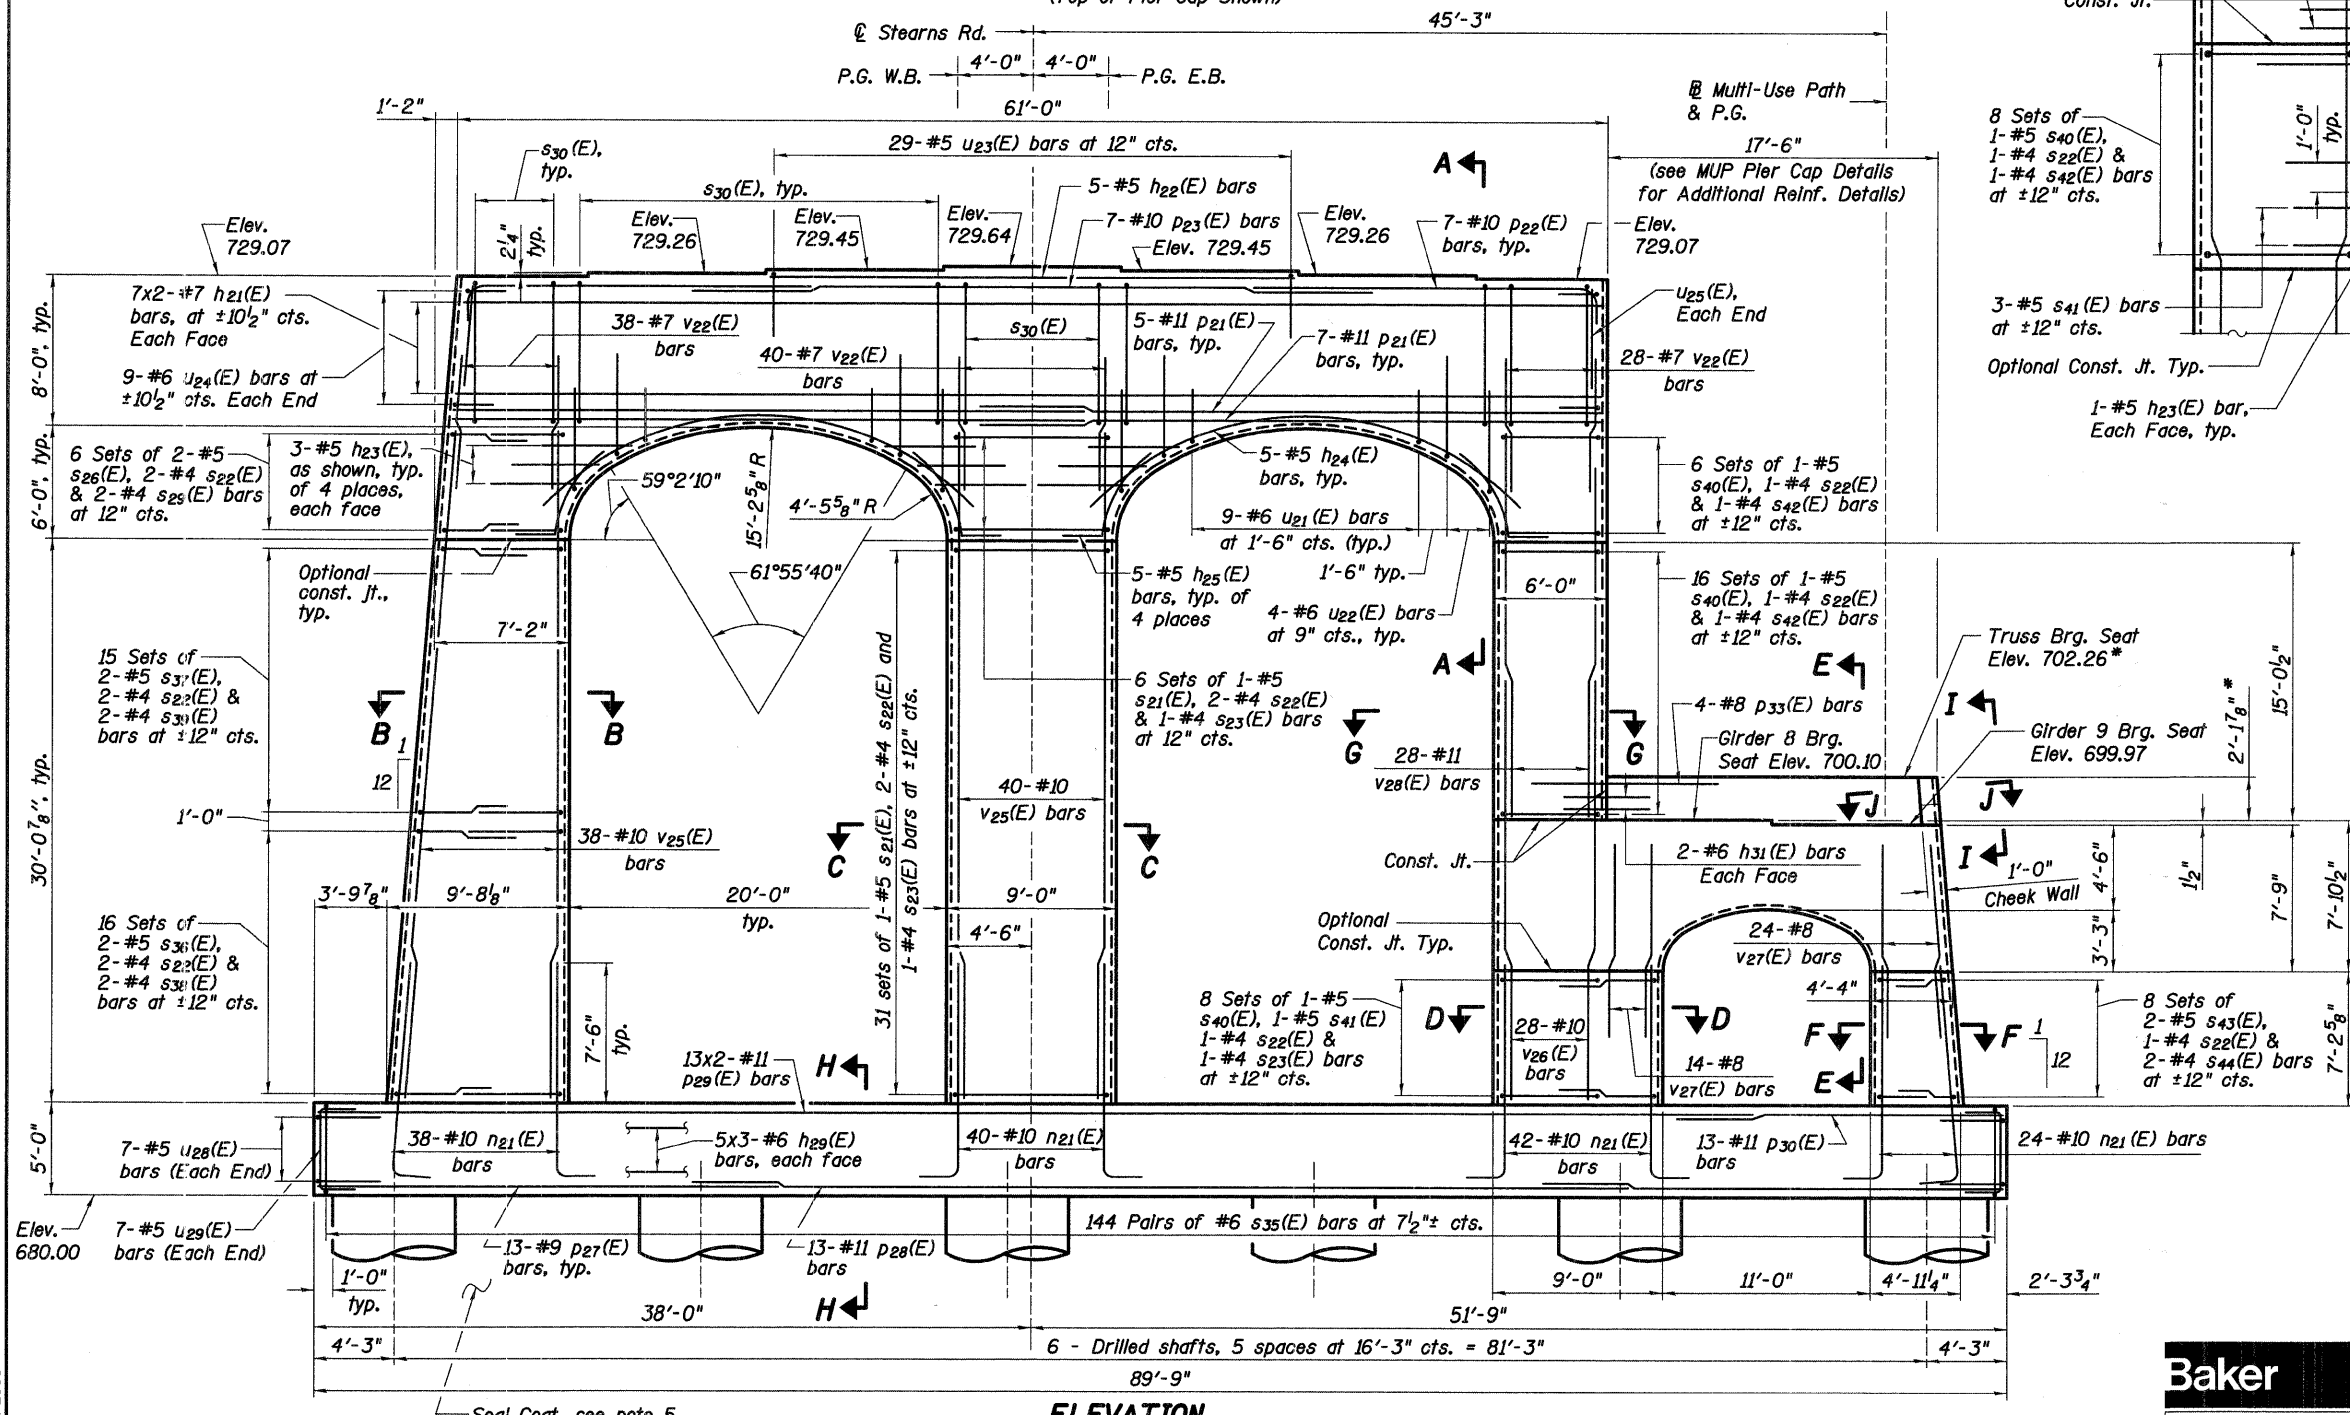 (Top of Pier Cap Shown)
℄ Stearns Rd.
45'-3"
4'-0"
4'-0"
P.G. W.B.
P.G. E.B.
1'-2"
61'-0"
℞ Multi-Use Path
& P.G.
17'-6"
(see MUP Pier Cap Details
for Additional Reinf. Details)
Const. Jt.
8 Sets of
1-#5 s40(E),
1-#4 s22(E) &
1-#4 s42(E) bars
at ±12" cts.
1'-0"
typ.
3-#5 s41(E) bars
at ±12" cts.
Optional Const. Jt. Typ.
1-#5 h23(E) bar,
Each Face, typ.
s30(E),
typ.
29-#5 u23(E) bars at 12" cts.
A
s30(E), typ.
5-#5 h22(E) bars
7-#10 p23(E) bars
Elev.
729.07
2¼"
typ.
Elev.
729.26
Elev.
729.45
Elev.
729.64
Elev. 729.45
Elev.
729.26
7-#10 p22(E)
bars, typ.
Elev.
729.07
7x2-#7 h21(E)
bars, at ±10½" cts.
Each Face
9-#6 u24(E) bars at
±10½" cts. Each End
8'-0", typ.
38-#7 v22(E)
bars
40-#7 v22(E)
bars
s30(E)
5-#11 p21(E)
bars, typ.
7-#11 p21(E)
bars, typ.
u25(E),
Each End
28-#7 v22(E)
bars
6'-0", typ.
6 Sets of 2-#5
s26(E), 2-#4 s22(E)
& 2-#4 s29(E) bars
at 12" cts.
3-#5 h23(E),
as shown, typ.
of 4 places,
each face
59°2'10"
15'-2⅝" R
4'-5⅝" R
61°55'40"
5-#5 h24(E)
bars, typ.
9-#6 u21(E) bars
at 1'-6" cts. (typ.)
1'-6" typ.
6 Sets of 1-#5
s40(E), 1-#4 s22(E)
& 1-#4 s42(E) bars
at ±12" cts.
Optional
const. jt.,
typ.
7'-2"
5-#5 h25(E)
bars, typ. of
4 places
4-#6 u22(E) bars
at 9" cts., typ.
6'-0"
16 Sets of 1-#5
s40(E), 1-#4 s22(E)
& 1-#4 s42(E) bars
at ±12" cts.
A
Truss Brg. Seat
Elev. 702.26*
15 Sets of
2-#5 s37(E),
2-#4 s22(E) &
2-#4 s39(E)
bars at ±12" cts.
B
B
1
12
31 sets of 1-#5 s21(E), 2-#4 s22(E) and
1-#4 s23(E) bars at ±12" cts.
6 Sets of 1-#5
s21(E), 2-#4 s22(E)
& 1-#4 s23(E) bars
at 12" cts.
E
I
4-#8 p33(E) bars
G
G
Girder 8 Brg.
Seat Elev. 700.10
Girder 9 Brg. Seat
Elev. 699.97
15'-0½"
2'-1⅞"*
30'-0⅞", typ.
1'-0"
38-#10 v25(E)
bars
40-#10
v25(E) bars
28-#11
v28(E) bars
J
J
C
C
Const. Jt.
2-#6 h31(E) bars
Each Face
I
1'-0"
Cheek Wall
4'-6"
1½"
7'-9"
7'-10½"
3'-9⅞"
9'-8⅛"
20'-0"
typ.
9'-0"
4'-6"
Optional
Const. Jt. Typ.
24-#8
v27(E) bars
3'-3"
16 Sets of
2-#5 s36(E),
2-#4 s22(E) &
2-#4 s38(E)
bars at ±12" cts.
7'-6"
typ.
8 Sets of 1-#5
s40(E), 1-#5 s41(E)
1-#4 s22(E) &
1-#4 s23(E) bars
at ±12" cts.
D
D
4'-4"
F
F
1
12
8 Sets of
2-#5 s43(E),
1-#4 s22(E) &
2-#4 s44(E) bars
at ±12" cts.
7'-2⅝"
28-#10
v26(E)
bars
14-#8
v27(E) bars
E
13x2-#11
p29(E) bars
H
5'-0"
7-#5 u28(E)
bars (Each End)
38-#10 n21(E)
bars
5x3-#6 h29(E)
bars, each face
40-#10 n21(E)
bars
42-#10 n21(E)
bars
13-#11 p30(E)
bars
24-#10 n21(E) bars
Elev.
680.00
7-#5 u29(E)
bars (Each End)
144 Pairs of #6 s35(E) bars at 7½"± cts.
13-#9 p27(E)
bars, typ.
13-#11 p28(E)
bars
1'-0"
typ.
H
9'-0"
11'-0"
4'-11¼"
2'-3¾"
38'-0"
51'-9"
4'-3"
6 - Drilled shafts, 5 spaces at 16'-3" cts. = 81'-3"
4'-3"
89'-9"
Seal Coat, see note 5
ELEVATION
Baker